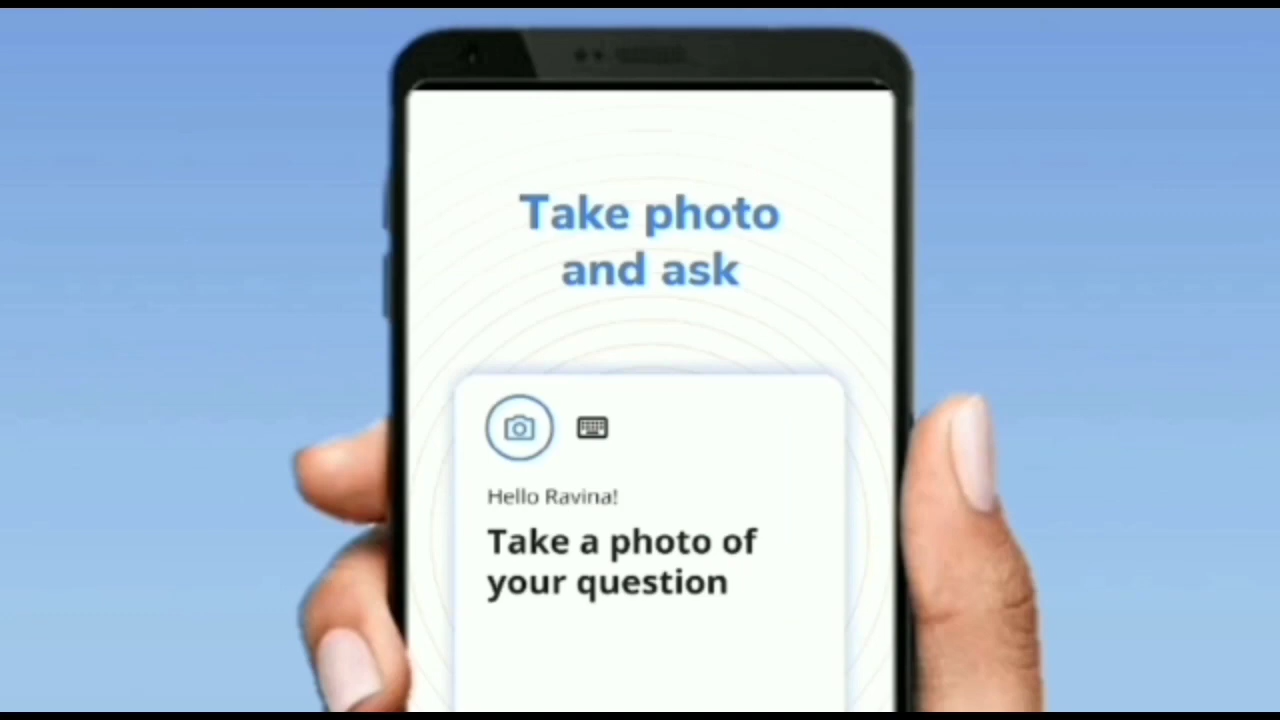 Take photo
and ask
Hello Ravina!
Take a photo of
your question